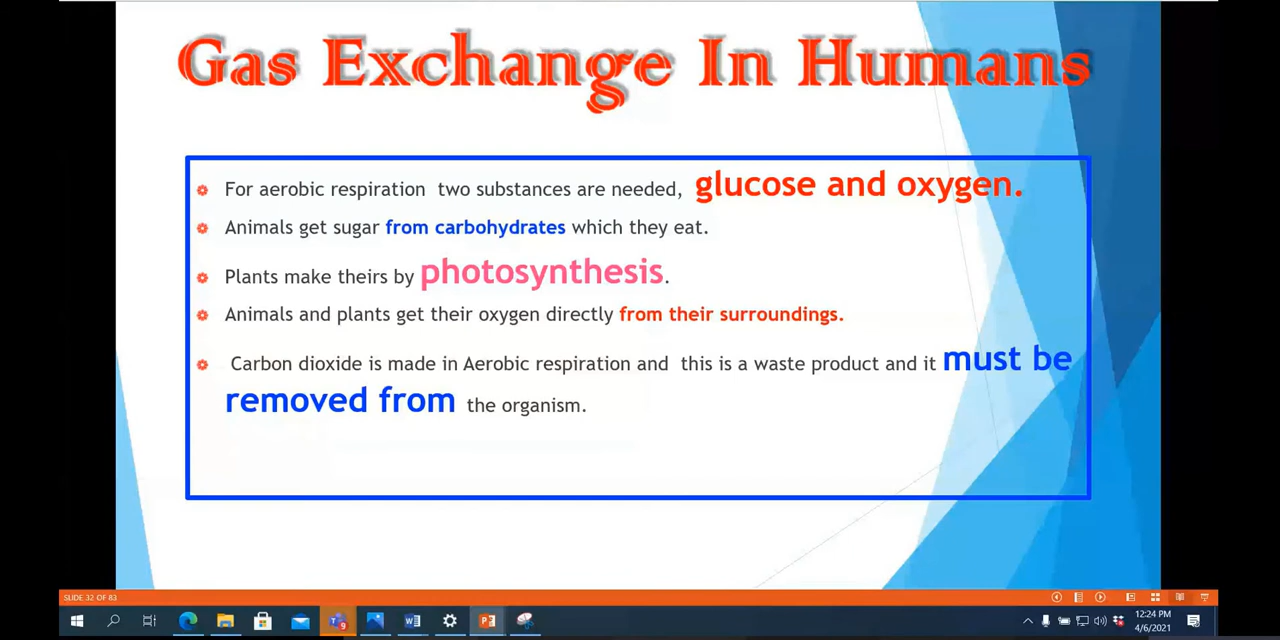 Gas Exchange In Humans
For aerobic respiration two substances are needed, glucose and oxygen.
Animals get sugar from carbohydrates which they eat.
Plants make theirs by photosynthesis.
Animals and plants get their oxygen directly from their surroundings.
Carbon dioxide is made in Aerobic respiration and this is a waste product and it must be
removed from the organism.
SLIDE 32 OF 83
12:24 PM
4/6/2021